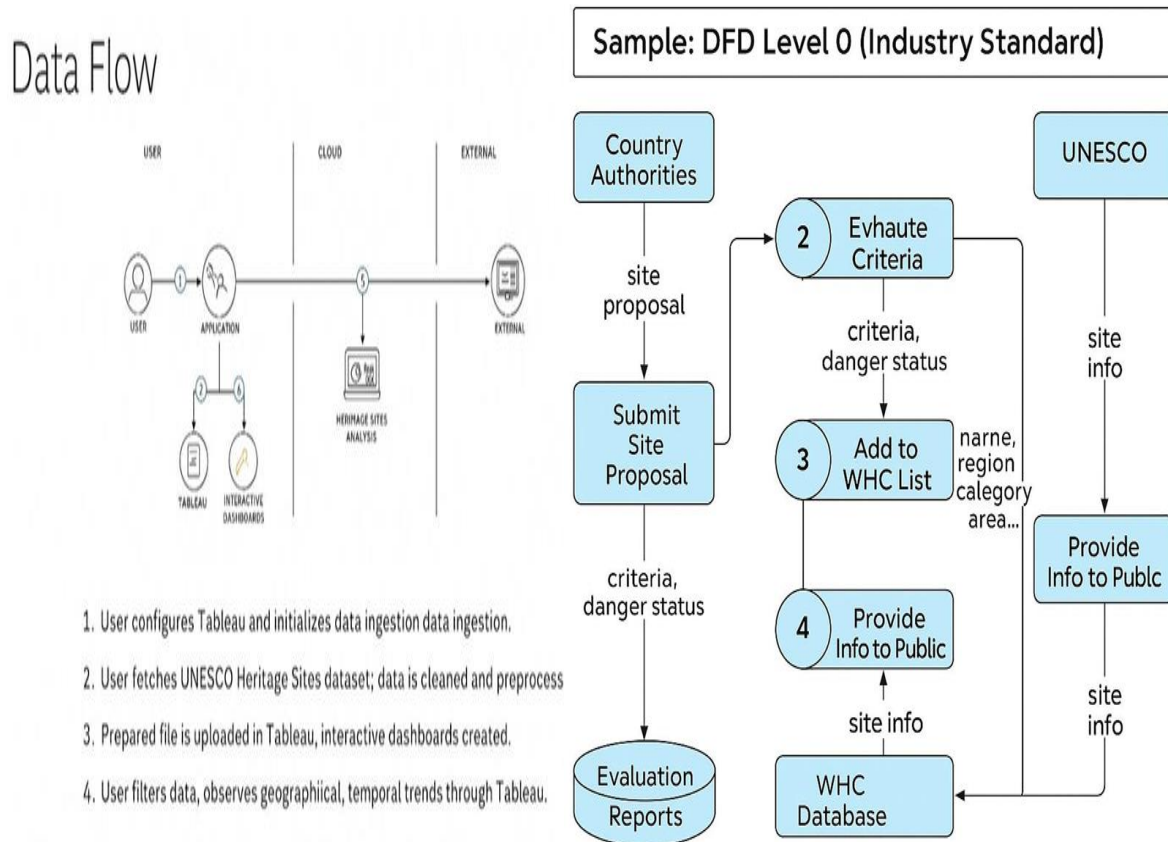 Data Flow
USER
CLOUD
EXTERNAL
1
5
USER
APPLICATION
EXTERNAL
2
6
HERIMAGE SITES
ANALYSIS
TABLEAU
INTERACTIVE
DASHBOARDS
1. User configures Tableau and initializes data ingestion data ingestion.
2. User fetches UNESCO Heritage Sites dataset; data is cleaned and preprocess
3. Prepared file is uploaded in Tableau, interactive dashboards created.
4. User filters data, observes geographiical, temporal trends through Tableau.
Sample: DFD Level 0 (Industry Standard)
Country
Authorities
UNESCO
2
Evhaute
Criteria
site
proposal
criteria,
danger status
site
info
Submit
Site
Proposal
3
Add to
WHC List
narne,
region
calegory
area...
criteria,
danger status
Provide
Info to Publc
4
Provide
Info to Public
site info
site
info
Evaluation
Reports
WHC
Database